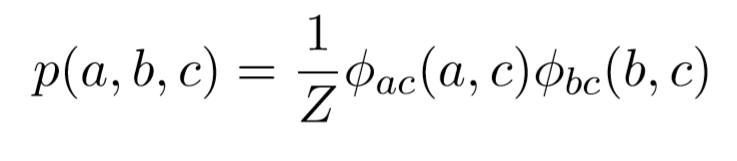 p(a, b, c) = \frac{1}{Z} \phi_{ac}(a, c) \phi_{bc}(b, c)